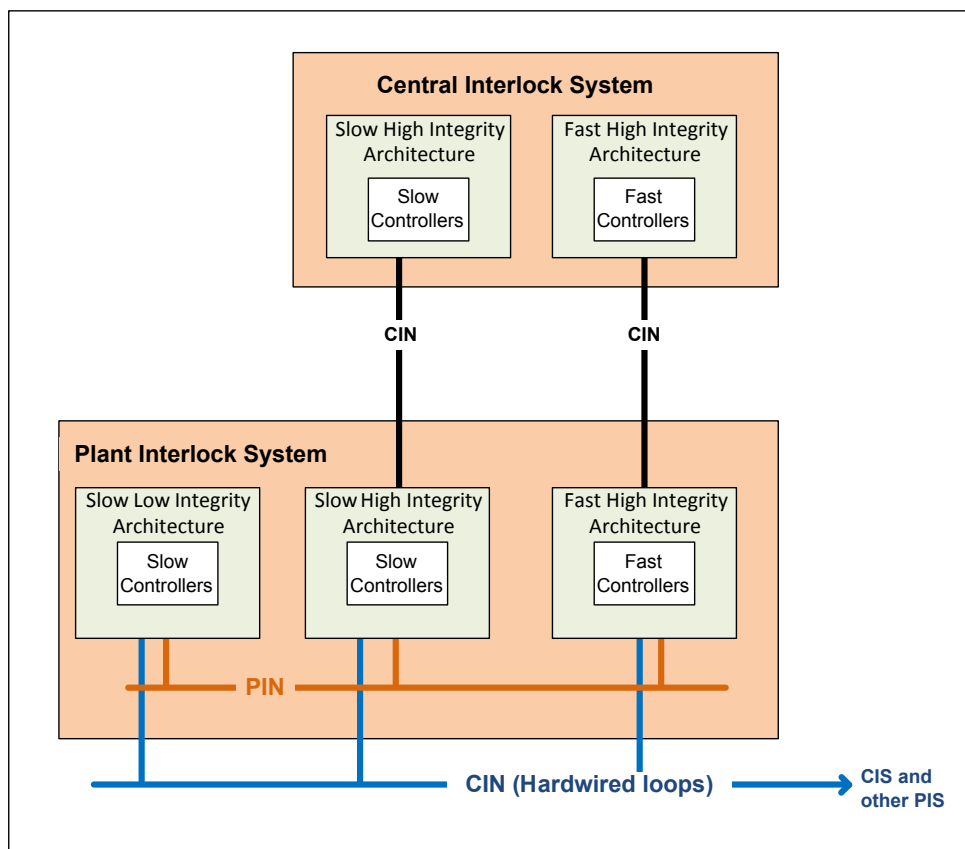 Central Interlock System
Slow High Integrity
Architecture
Slow
Controllers
Fast High Integrity
Architecture
Fast
Controllers
CIN
CIN
Plant Interlock System
Slow Low Integrity
Architecture
Slow
Controllers
Slow High Integrity
Architecture
Slow
Controllers
Fast High Integrity
Architecture
Fast
Controllers
PIN
CIN (Hardwired loops)
CIS and
other PIS